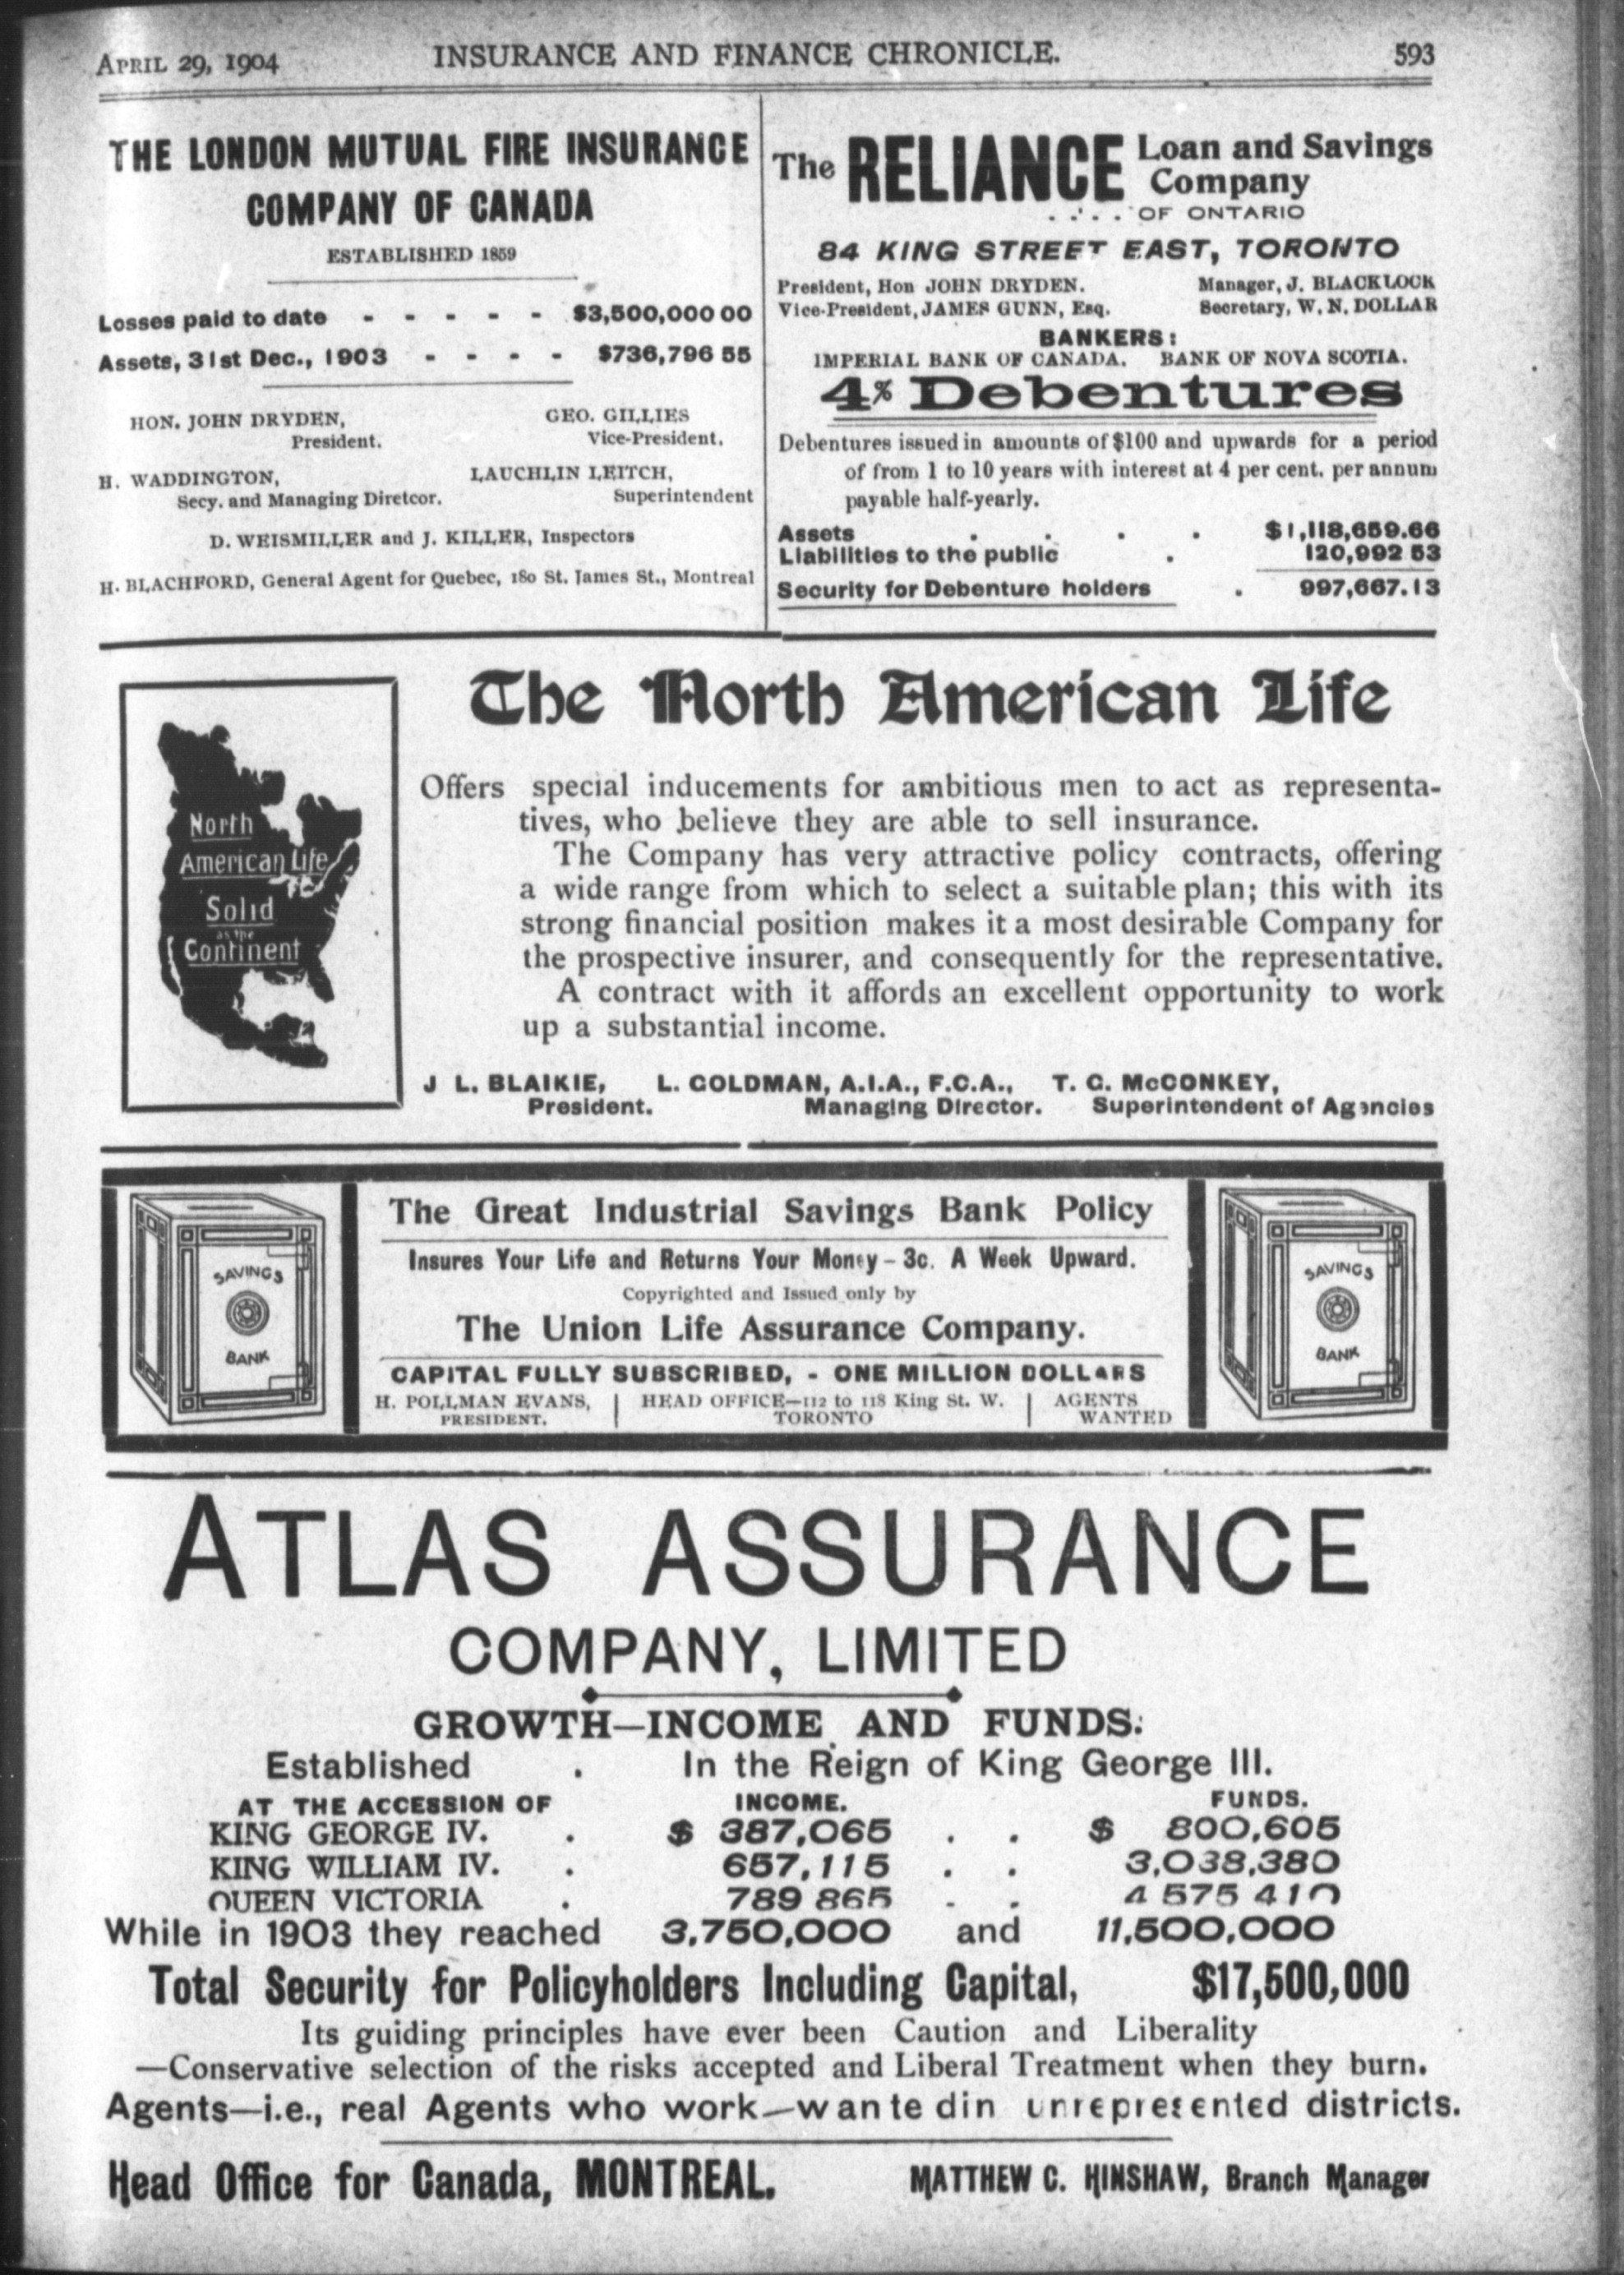 APRIL 29, 1904 INSURANCE AND FINANCE CHRONICLE. 593
THE LONDON MUTUAL FIRE INSURANCE
COMPANY OF CANADA
ESTABLISHED 1859
Losses paid to date - - - - - $3,500,000 00
Assets, 31st Dec., 1903 - - - - $736,796 55
HON. JOHN DRYDEN, GEO. GILLIES
President. Vice-President.
H. WADDINGTON, LAUCHLIN LEITCH,
Secy. and Managing Diretcor. Superintendent
D. WEISMILLER and J. KILLER, Inspectors
H. BLACHFORD, General Agent for Quebec, 180 St. James St., Montreal
The RELIANCE Loan and Savings
Company
. . . . OF ONTARIO
84 KING STREET EAST, TORONTO
President, Hon JOHN DRYDEN. Manager, J. BLACKLOCK
Vice-President, JAMES GUNN, Esq. Secretary, W. N. DOLLAR
BANKERS:
IMPERIAL BANK OF CANADA. BANK OF NOVA SCOTIA.
4% Debentures
Debentures issued in amounts of $100 and upwards for a period
of from 1 to 10 years with interest at 4 per cent. per annum
payable half-yearly.
Assets . . . . $1,118,659.66
Liabilities to the public . 120,992 53
Security for Debenture holders . 997,667.13
North
American Life
Solid
as the
Continent
The North American Life
Offers special inducements for ambitious men to act as representa-
tives, who believe they are able to sell insurance.
The Company has very attractive policy contracts, offering
a wide range from which to select a suitable plan; this with its
strong financial position makes it a most desirable Company for
the prospective insurer, and consequently for the representative.
A contract with it affords an excellent opportunity to work
up a substantial income.
J L. BLAIKIE, L. GOLDMAN, A.I.A., F.C.A., T. G. McCONKEY,
President. Managing Director. Superintendent of Agencies
SAVINGS
BANK
The Great Industrial Savings Bank Policy
Insures Your Life and Returns Your Money – 3c. A Week Upward.
Copyrighted and Issued only by
The Union Life Assurance Company.
CAPITAL FULLY SUBSCRIBED, - ONE MILLION DOLLARS
H. POLLMAN EVANS, | HEAD OFFICE—112 to 118 King St. W. | AGENTS
PRESIDENT. | TORONTO | WANTED
SAVINGS
BANK
ATLAS ASSURANCE
COMPANY, LIMITED
GROWTH—INCOME AND FUNDS.
Established . In the Reign of King George III.
AT THE ACCESSION OF INCOME. FUNDS.
KING GEORGE IV. . $ 387,065 . . $ 800,605
KING WILLIAM IV. . 657,115 . . 3,038,380
QUEEN VICTORIA . 789 865 - . 4 575 410
While in 1903 they reached 3,750,000 and 11,500,000
Total Security for Policyholders Including Capital, $17,500,000
Its guiding principles have ever been Caution and Liberality
—Conservative selection of the risks accepted and Liberal Treatment when they burn.
Agents—i.e., real Agents who work—wante din unrepresented districts.
Head Office for Canada, MONTREAL. MATTHEW C. HINSHAW, Branch Manager